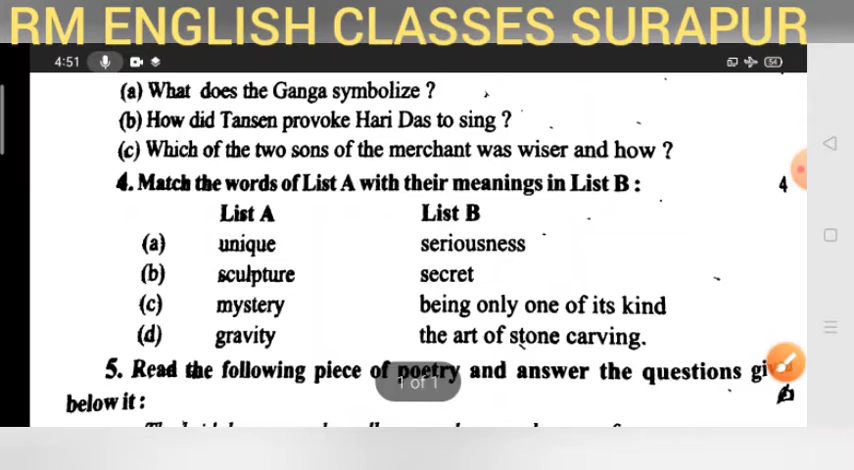 RM ENGLISH CLASSES SURAPUR
4:51
54
(a) What does the Ganga symbolize ?
(b) How did Tansen provoke Hari Das to sing ?
(c) Which of the two sons of the merchant was wiser and how ?
4. Match the words of List A with their meanings in List B : 4
List A List B
(a) unique seriousness
(b) sculpture secret
(c) mystery being only one of its kind
(d) gravity the art of stone carving.
5. Read the following piece of poetry and answer the questions
1 of 1
below it :